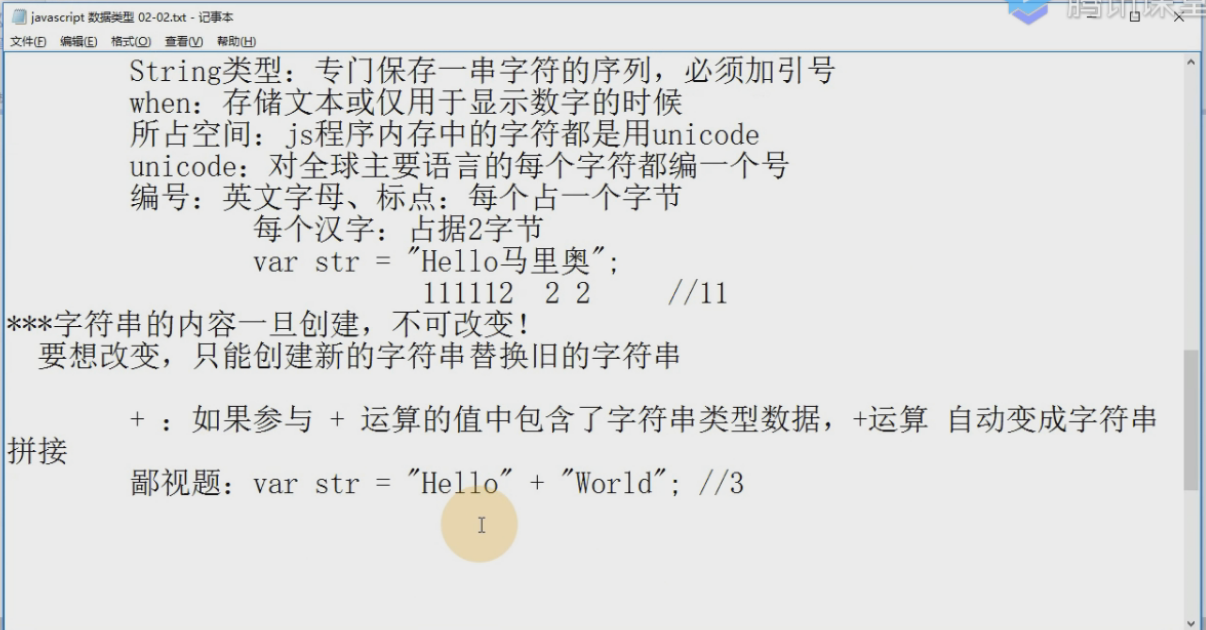 javascript 数据类型 02-02.txt - 记事本
腾讯课堂
文件(F) 编辑(E) 格式(O) 查看(V) 帮助(H)
String类型：专门保存一串字符的序列，必须加引号
when：存储文本或仅用于显示数字的时候
所占空间：js程序内存中的字符都是用unicode
unicode：对全球主要语言的每个字符都编一个号
编号：英文字母、标点：每个占一个字节
每个汉字：占据2字节
var str = "Hello马里奥";
111112 2 2 //11
***字符串的内容一旦创建，不可改变！
要想改变，只能创建新的字符串替换旧的字符串
+ ：如果参与 + 运算的值中包含了字符串类型数据，+运算 自动变成字符串
拼接
鄙视题：var str = "Hello" + "World"; //3